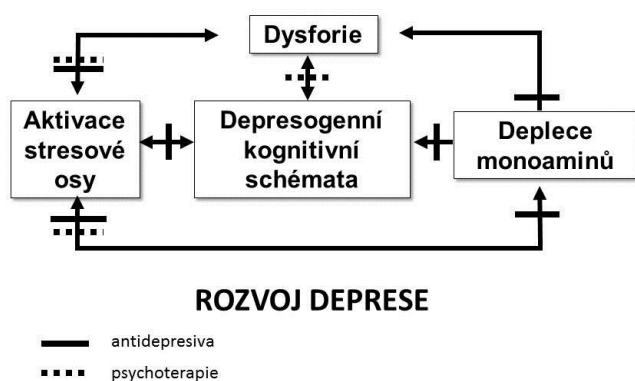 Dysforie
Aktivace
stresové
osy
Depresogenní
kognitivní
schémata
Deplece
monoaminů
ROZVOJ DEPRESE
antidepresiva
psychoterapie